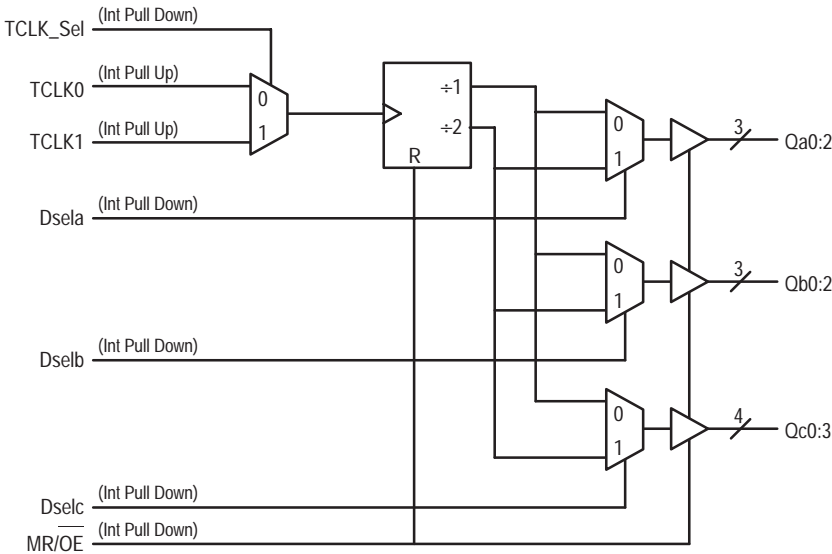 TCLK_Sel (Int Pull Down)
TCLK0 (Int Pull Up)
TCLK1 (Int Pull Up)
0
1
÷1
÷2
R
0
1
3
Qa0:2
Dsela (Int Pull Down)
0
1
3
Qb0:2
Dselb (Int Pull Down)
0
1
4
Qc0:3
Dselc (Int Pull Down)
MR/O̅E̅ (Int Pull Down)